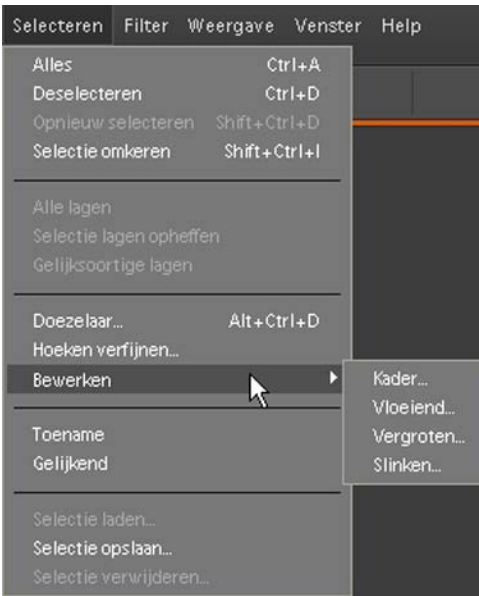 Selecteren Filter Weergave Venster Help
Alles Ctrl+A
Deselecteren Ctrl+D
Opnieuw selecteren Shift+Ctrl+D
Selectie omkeren Shift+Ctrl+I
Alle lagen
Selectie lagen opheffen
Gelijksoortige lagen
Doezelaar... Alt+Ctrl+D
Hoeken verfijnen...
Bewerken
Kader...
Vloeiend...
Vergroten...
Slinken...
Toename
Gelijkend
Selectie laden...
Selectie opslaan...
Selectie verwijderen...